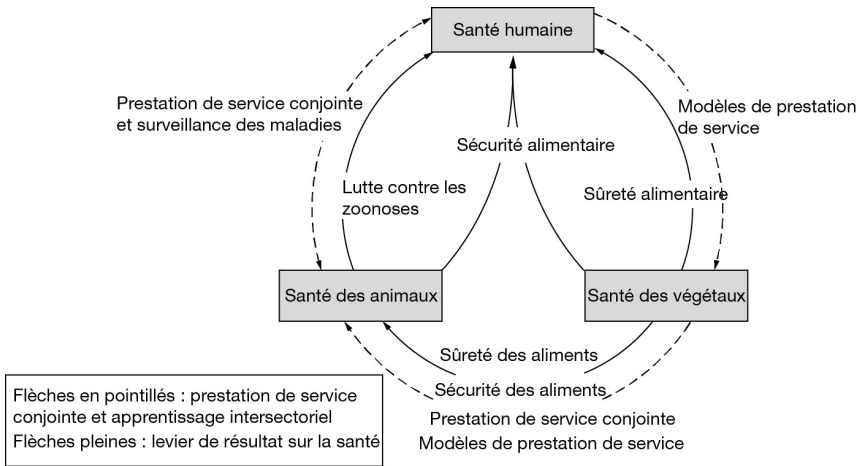 Santé humaine
Prestation de service conjointe
et surveillance des maladies
Modèles de prestation
de service
Sécurité alimentaire
Lutte contre les
zoonoses
Sûreté alimentaire
Santé des animaux
Santé des végétaux
Sûreté des aliments
Sécurité des aliments
Prestation de service conjointe
Modèles de prestation de service
Flèches en pointillés : prestation de service
conjointe et apprentissage intersectoriel
Flèches pleines : levier de résultat sur la santé